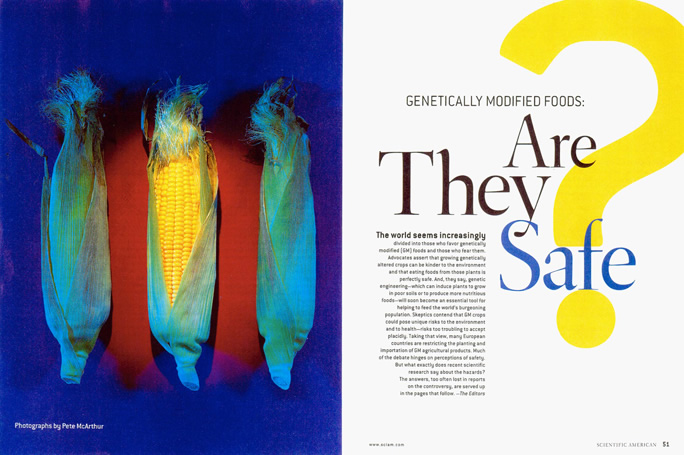 GENETICALLY MODIFIED FOODS:
Are
They
Safe
?
The world seems increasingly
divided into those who favor genetically
modified (GM) foods and those who fear them.
Advocates assert that growing genetically
altered crops can be kinder to the environment
and that eating foods from those plants is
perfectly safe. And, they say, genetic
engineering—which can induce plants to grow
in poor soils or to produce more nutritious
foods—will soon become an essential tool for
helping to feed the world's burgeoning
population. Skeptics contend that GM crops
could pose unique risks to the environment
and to health—risks too troubling to accept
placidly. Taking that view, many European
countries are restricting the planting and
importation of GM agricultural products. Much
of the debate hinges on perceptions of safety.
But what exactly does recent scientific
research say about the hazards?
The answers, too often lost in reports
on the controversy, are served up
in the pages that follow. —The Editors
Photographs by Pete McArthur
www.sciam.com
SCIENTIFIC AMERICAN 51